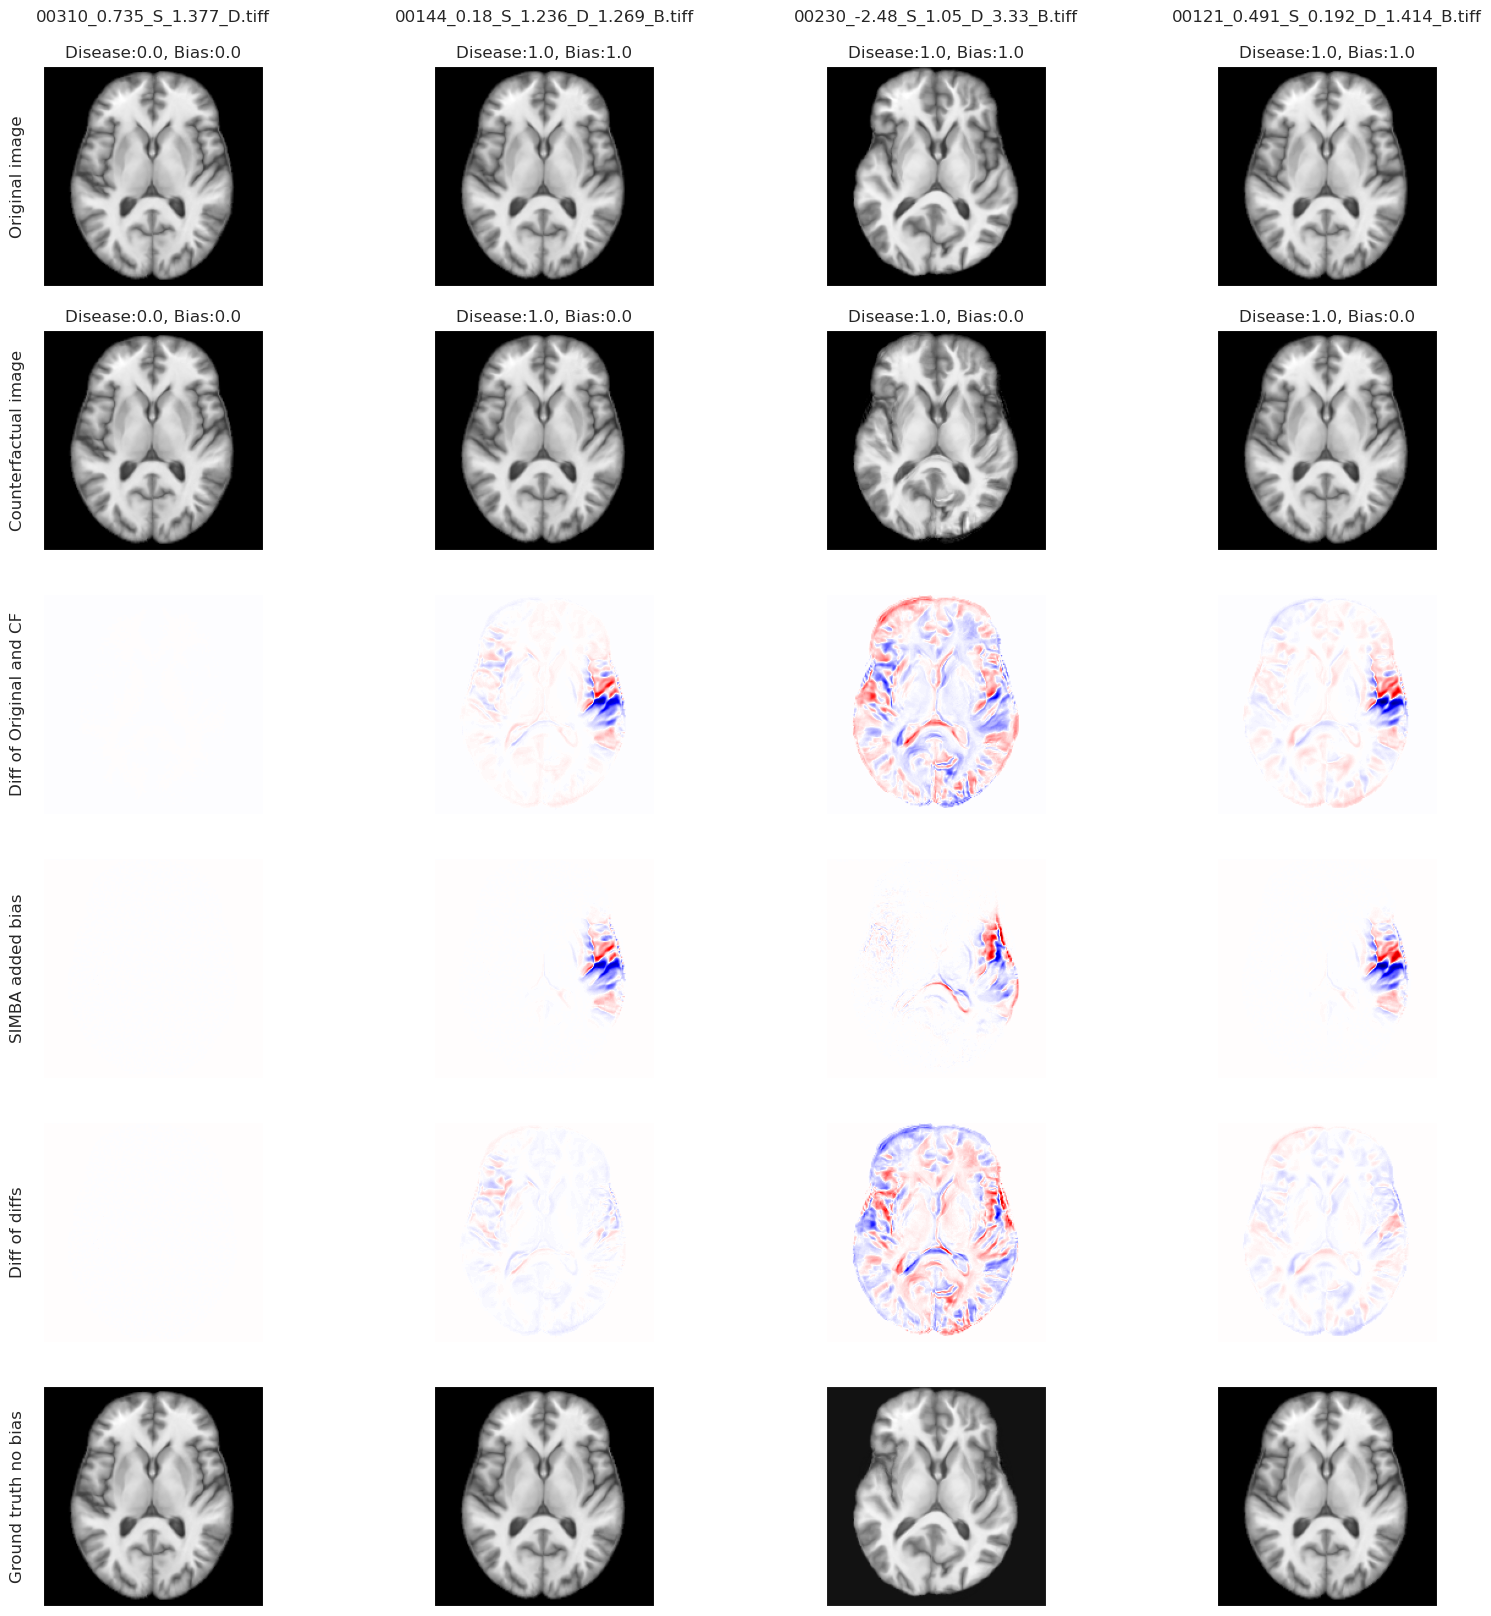 00310_0.735_S_1.377_D.tiff
00144_0.18_S_1.236_D_1.269_B.tiff
00230_-2.48_S_1.05_D_3.33_B.tiff
00121_0.491_S_0.192_D_1.414_B.tiff
Disease:0.0, Bias:0.0
Disease:1.0, Bias:1.0
Disease:1.0, Bias:1.0
Disease:1.0, Bias:1.0
Original image
Disease:0.0, Bias:0.0
Disease:1.0, Bias:0.0
Disease:1.0, Bias:0.0
Disease:1.0, Bias:0.0
Counterfactual image
Diff of Original and CF
SIMBA added bias
Diff of diffs
Ground truth no bias